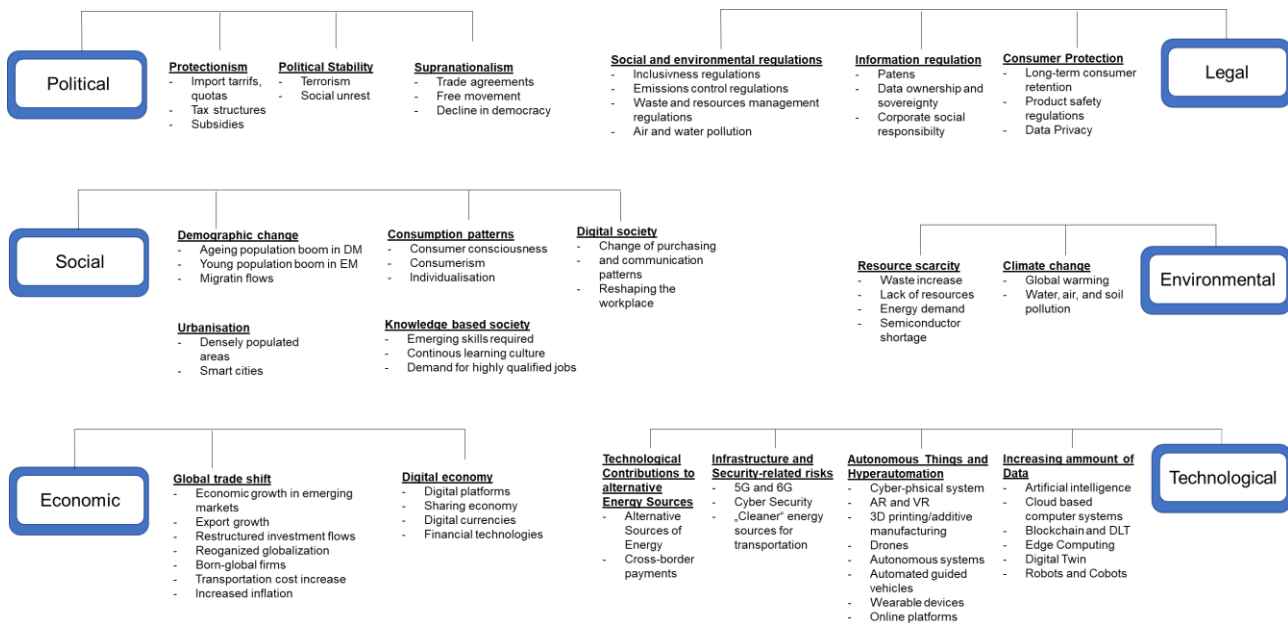 Political
Protectionism
- Import tarrifs,
quotas
- Tax structures
- Subsidies
Political Stability
- Terrorism
- Social unrest
Supranationalism
- Trade agreements
- Free movement
- Decline in democracy
Social and environmental regulations
- Inclusivness regulations
- Emissions control regulations
- Waste and resources management
regulations
- Air and water pollution
Information regulation
- Patens
- Data ownership and
sovereignty
- Corporate social
responsibilty
Consumer Protection
- Long-term consumer
retention
- Product safety
regulations
- Data Privacy
Legal
Social
Demographic change
- Ageing population boom in DM
- Young population boom in EM
- Migratin flows
Consumption patterns
- Consumer consciousness
- Consumerism
- Individualisation
Digital society
- Change of purchasing
- and communication
patterns
- Reshaping the
workplace
Urbanisation
- Densely populated
areas
- Smart cities
Knowledge based society
- Emerging skills required
- Continous learning culture
- Demand for highly qualified jobs
Resource scarcity
- Waste increase
- Lack of resources
- Energy demand
- Semiconductor
shortage
Climate change
- Global warming
- Water, air, and soil
pollution
Environmental
Economic
Global trade shift
- Economic growth in emerging
markets
- Export growth
- Restructured investment flows
- Reoganized globalization
- Born-global firms
- Transportation cost increase
- Increased inflation
Digital economy
- Digital platforms
- Sharing economy
- Digital currencies
- Financial technologies
Technological
Contributions to
alternative
Energy Sources
- Alternative
Sources of
Energy
- Cross-border
payments
Infrastructure and
Security-related risks
- 5G and 6G
- Cyber Security
- „Cleaner“ energy
sources for
transportation
Autonomous Things and
Hyperautomation
- Cyber-phsical system
- AR and VR
- 3D printing/additive
manufacturing
- Drones
- Autonomous systems
- Automated guided
vehicles
- Wearable devices
- Online platforms
Increasing ammount of
Data
- Artificial intelligence
- Cloud based
computer systems
- Blockchain and DLT
- Edge Computing
- Digital Twin
- Robots and Cobots
Technological